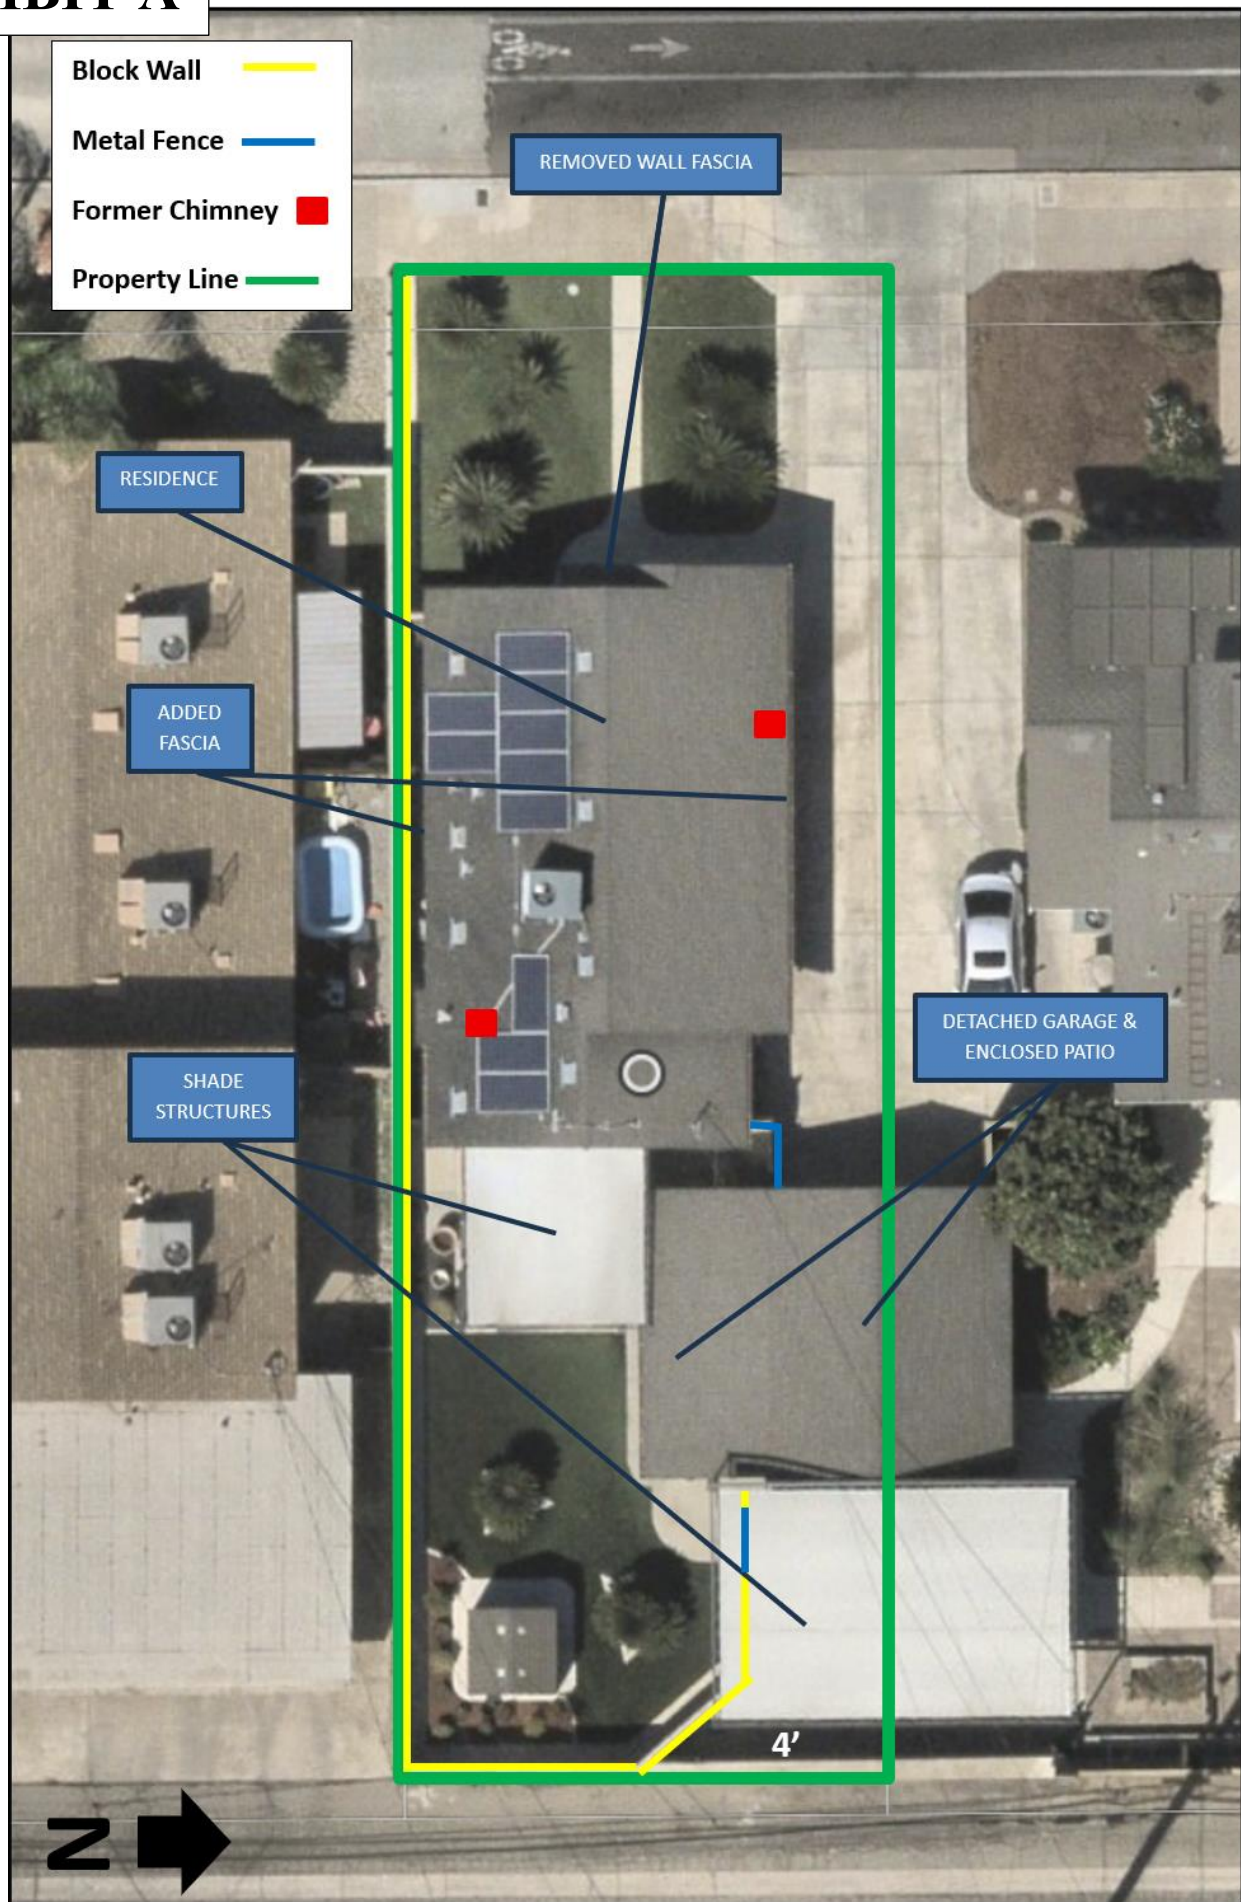 Block Wall
Metal Fence
Former Chimney
Property Line
REMOVED WALL FASCIA
RESIDENCE
ADDED
FASCIA
DETACHED GARAGE &
ENCLOSED PATIO
SHADE
STRUCTURES
4'
N